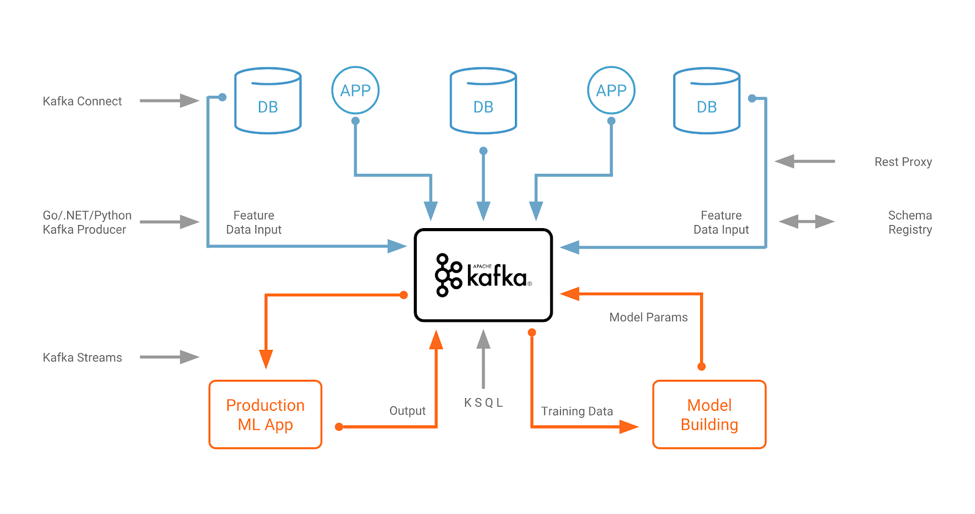 DB
APP
DB
APP
DB
Kafka Connect
Rest Proxy
Go/.NET/Python
Kafka Producer
Feature
Data Input
Feature
Data Input
Schema
Registry
APACHE
kafka®
Model Params
Kafka Streams
Production
ML App
Output
KSQL
Training Data
Model
Building